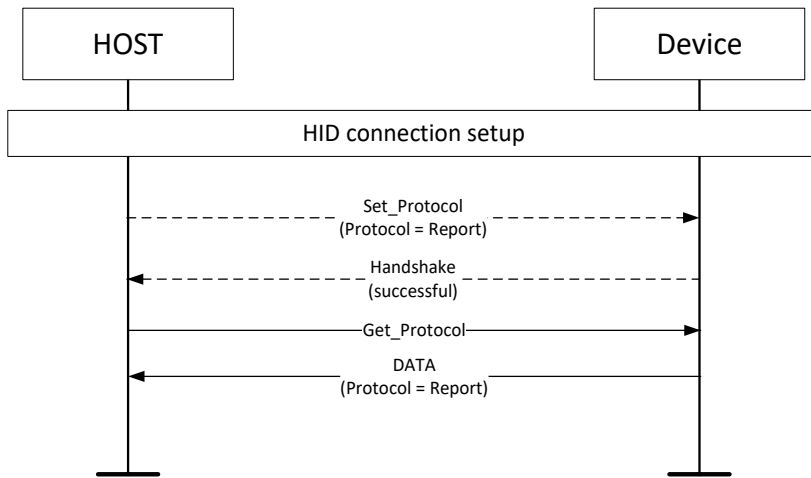 HOST
Device
HID connection setup
Set_Protocol
(Protocol = Report)
Handshake
(successful)
Get_Protocol
DATA
(Protocol = Report)